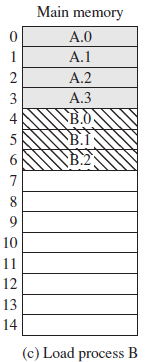 Main memory
0 A.0
1 A.1
2 A.2
3 A.3
4 B.0
5 B.1
6 B.2
7
8
9
10
11
12
13
14
(c) Load process B